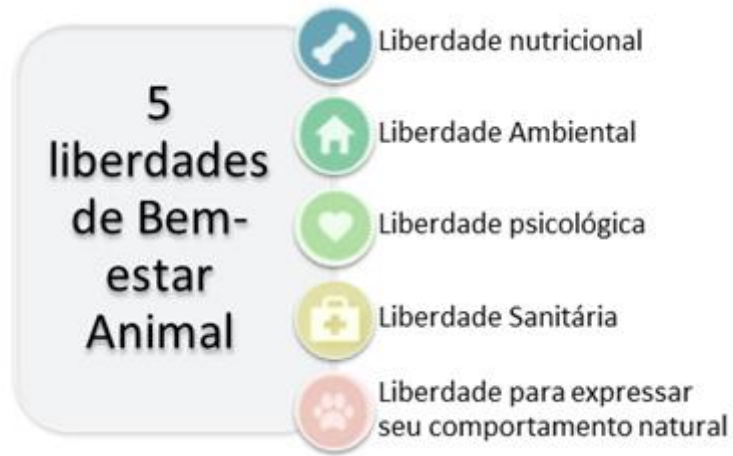 5
liberdades
de Bem-
estar
Animal
Liberdade nutricional
Liberdade Ambiental
Liberdade psicológica
Liberdade Sanitária
Liberdade para expressar
seu comportamento natural